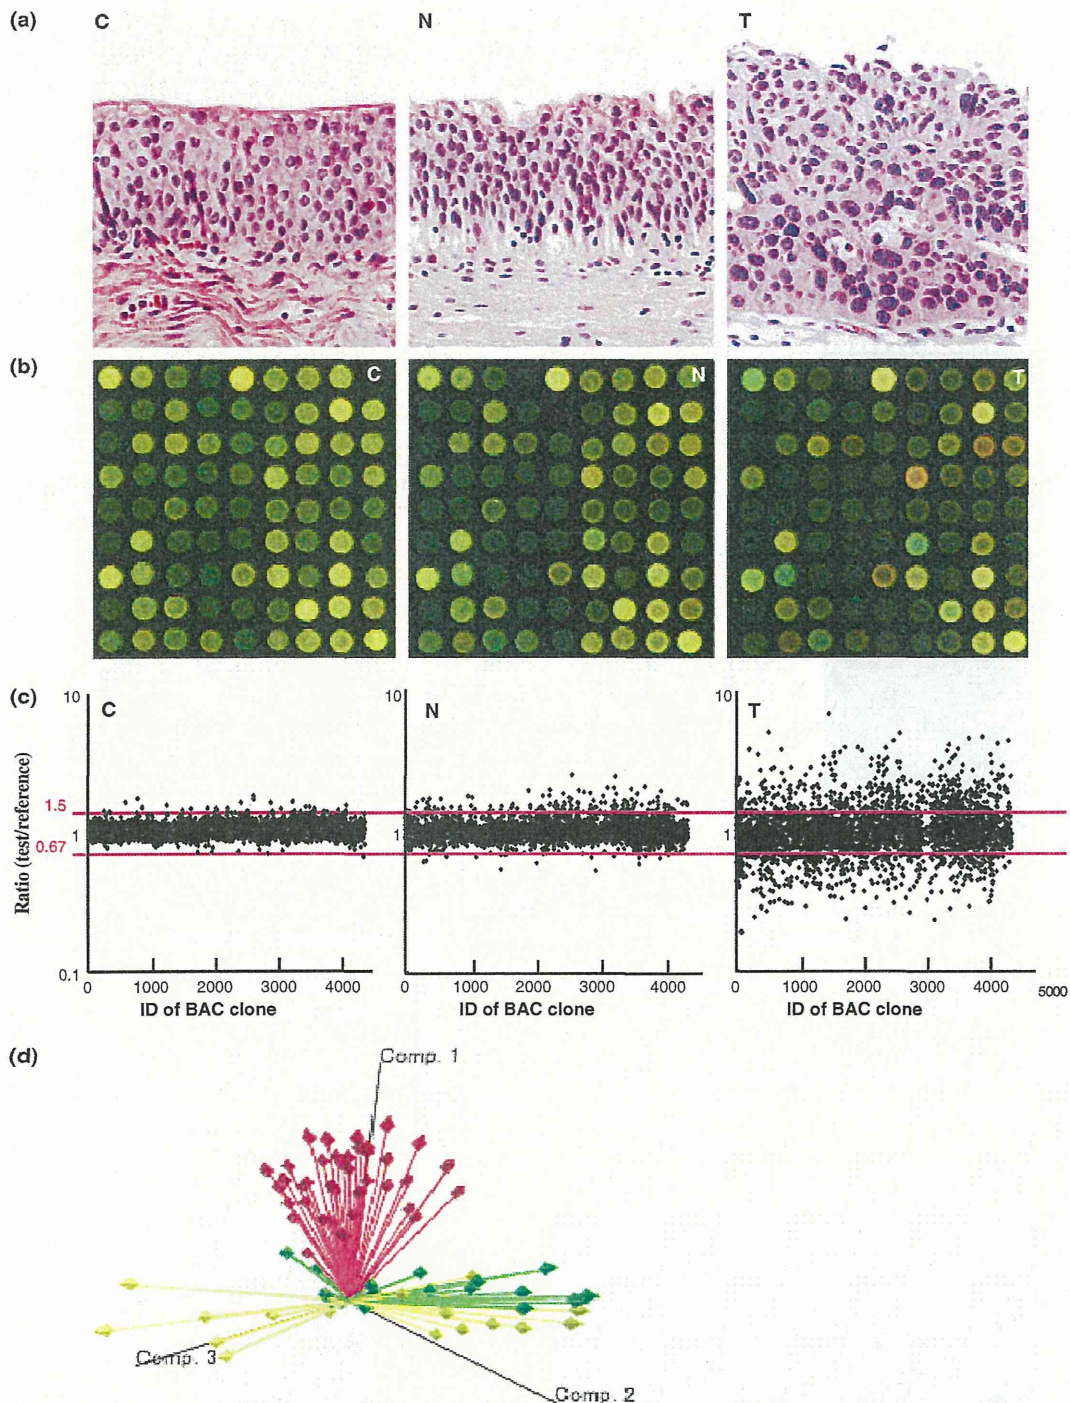 (a)
C
N
T
(b)
C
N
T
(c)
10
C
1.5
1
0.67
0.1
Ratio (test/reference)
0
1000
2000
3000
4000
ID of BAC clone
10
N
1
0
1000
2000
3000
4000
ID of BAC clone
10
T
1
0
1000
2000
3000
4000
5000
ID of BAC clone
(d)
Comp. 1
Comp. 3
Comp. 2